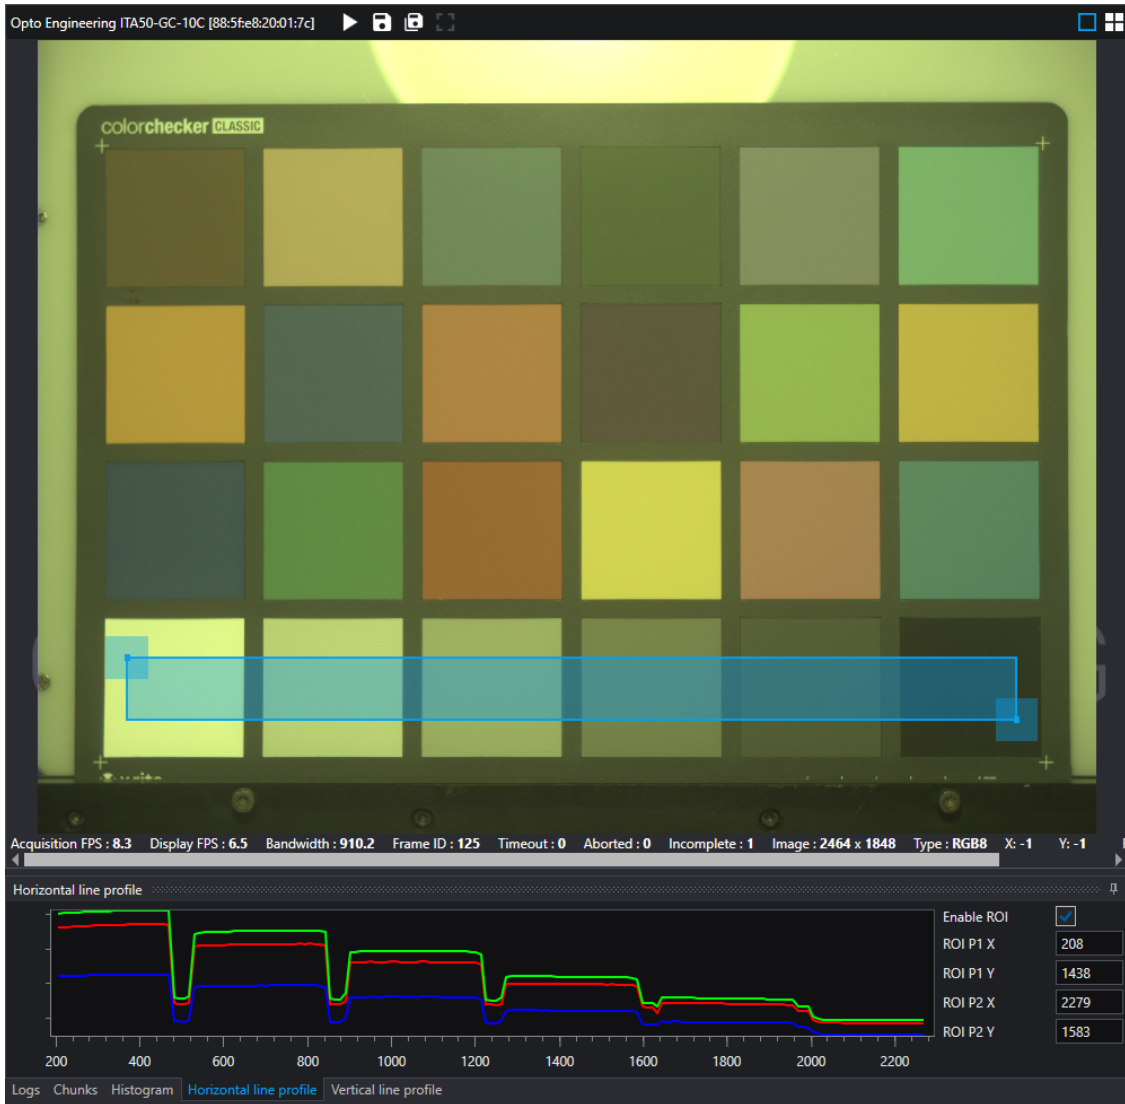 Opto Engineering ITA50-GC-10C [88:5f:e8:20:01:7c]
colorchecker CLASSIC
Acquisition FPS : 8.3 Display FPS : 6.5 Bandwidth : 910.2 Frame ID : 125 Timeout : 0 Aborted : 0 Incomplete : 1 Image : 2464 x 1848 Type : RGB8 X: -1 Y: -1
Horizontal line profile
Enable ROI
ROI P1 X 208
ROI P1 Y 1438
ROI P2 X 2279
ROI P2 Y 1583
200 400 600 800 1000 1200 1400 1600 1800 2000 2200
Logs Chunks Histogram Horizontal line profile Vertical line profile